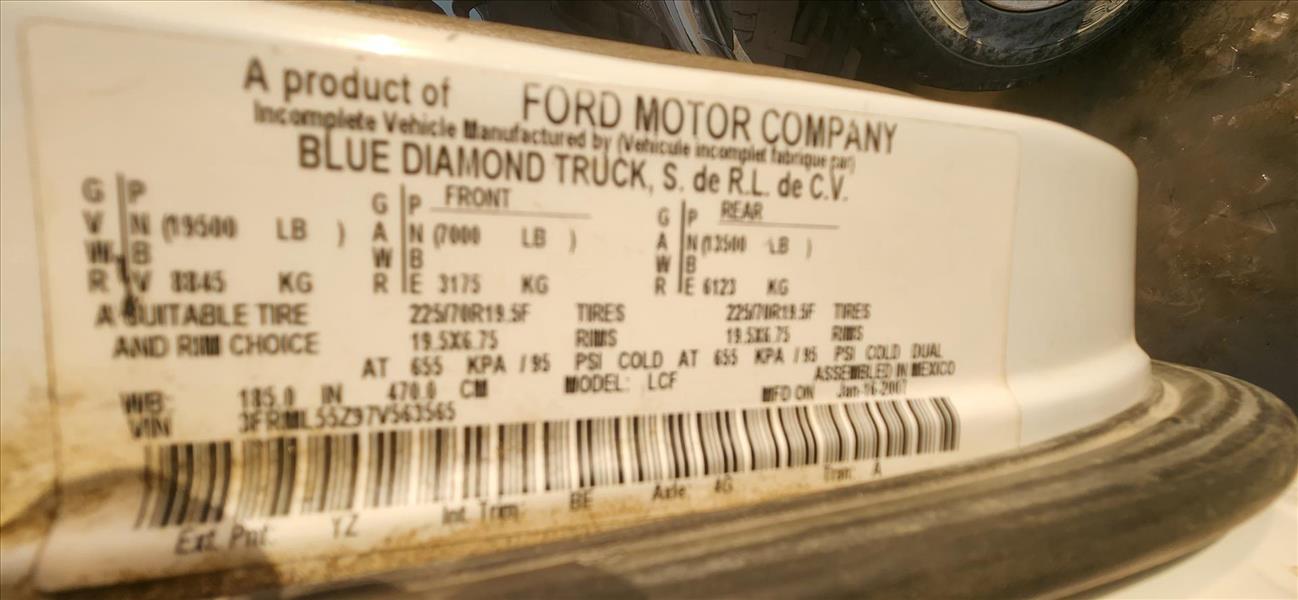 A product of FORD MOTOR COMPANY
Incomplete Vehicle Manufactured by (Vehicule incomplet fabrique par)
BLUE DIAMOND TRUCK, S. de R.L. de C.V.
G P G P FRONT G P REAR
V N (19500 LB ) A N (7000 LB ) A N (13500 LB )
W B W B W B
R V 8845 KG R E 3175 KG R E 6123 KG
A SUITABLE TIRE 225/70R19.5F TIRES 225/70R19.5F TIRES
AND RIM CHOICE 19.5X6.75 RIMS 19.5X6.75 RIMS
AT 655 KPA / 95 PSI COLD AT 655 KPA / 95 PSI COLD DUAL
WB: 185.0 IN 470.0 CM MODEL: LCF ASSEMBLED IN MEXICO
VIN: 3FRML55Z97V563565 MFD ON Jan-16-2007
Ext. Pnt: YZ Int. Trim: BE Axle: 4G Tran: A